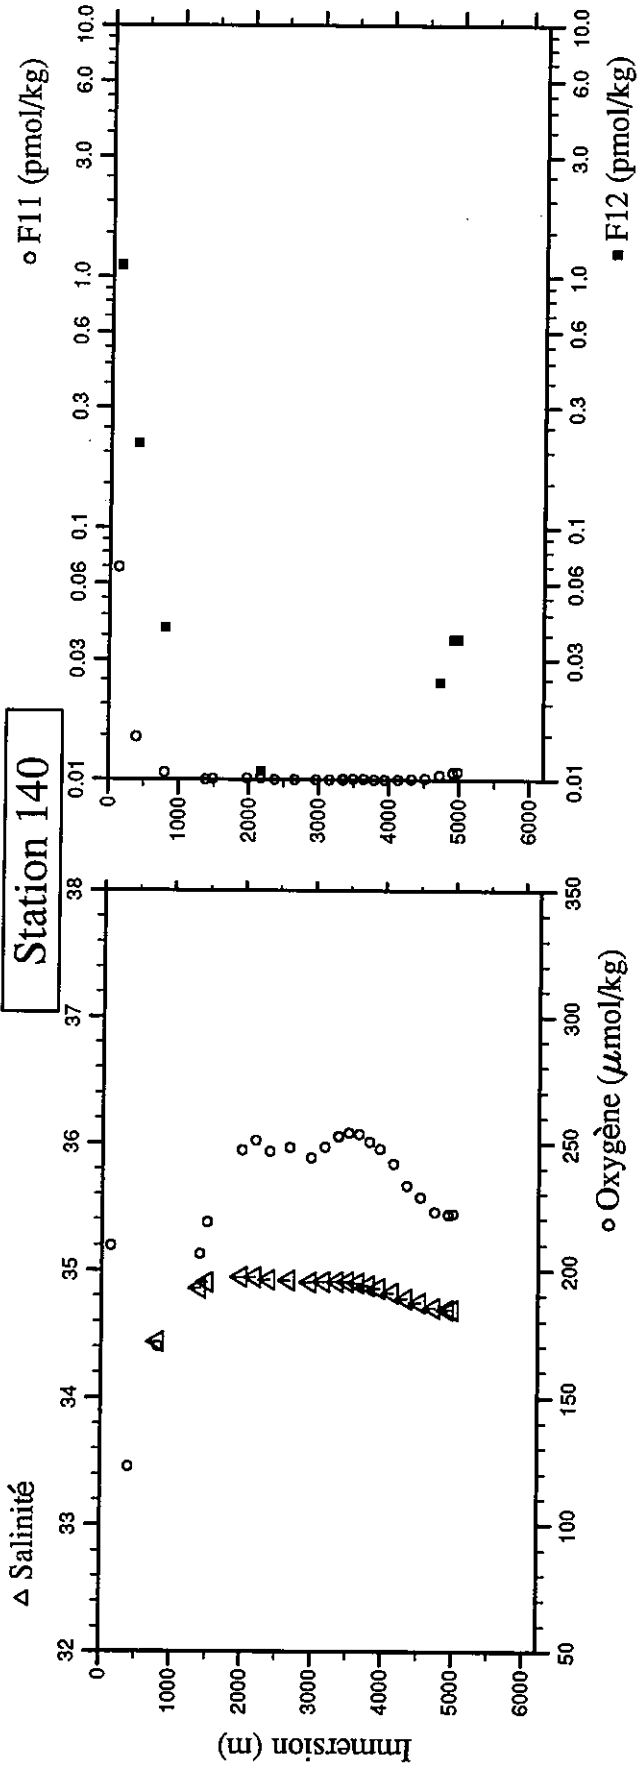 Station 140
△ Salinité
32 33 34 35 36 37 38
Immersion (m)
0
1000
2000
3000
4000
5000
6000
50 100 150 200 250 300 350
○ Oxygène (μmol/kg)
○ F11 (pmol/kg)
0.01 0.03 0.06 0.1 0.3 0.6 1.0 3.0 6.0 10.0
0
1000
2000
3000
4000
5000
6000
0.01 0.03 0.06 0.1 0.3 0.6 1.0 3.0 6.0 10.0
■ F12 (pmol/kg)